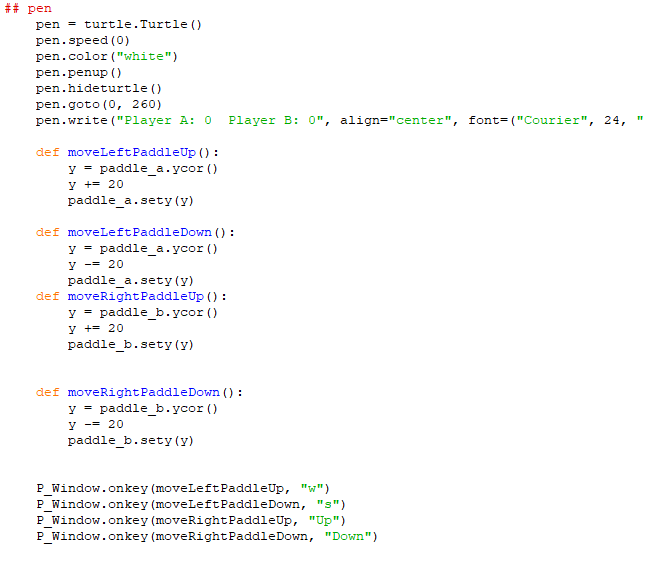 ## pen
    pen = turtle.Turtle()
    pen.speed(0)
    pen.color("white")
    pen.penup()
    pen.hideturtle()
    pen.goto(0, 260)
    pen.write("Player A: 0  Player B: 0", align="center", font=("Courier", 24, "
    def moveLeftPaddleUp():
        y = paddle_a.ycor()
        y += 20
        paddle_a.sety(y)
    def moveLeftPaddleDown():
        y = paddle_a.ycor()
        y -= 20
        paddle_a.sety(y)
    def moveRightPaddleUp():
        y = paddle_b.ycor()
        y += 20
        paddle_b.sety(y)
    def moveRightPaddleDown():
        y = paddle_b.ycor()
        y -= 20
        paddle_b.sety(y)
    P_Window.onkey(moveLeftPaddleUp, "w")
    P_Window.onkey(moveLeftPaddleDown, "s")
    P_Window.onkey(moveRightPaddleUp, "Up")
    P_Window.onkey(moveRightPaddleDown, "Down")